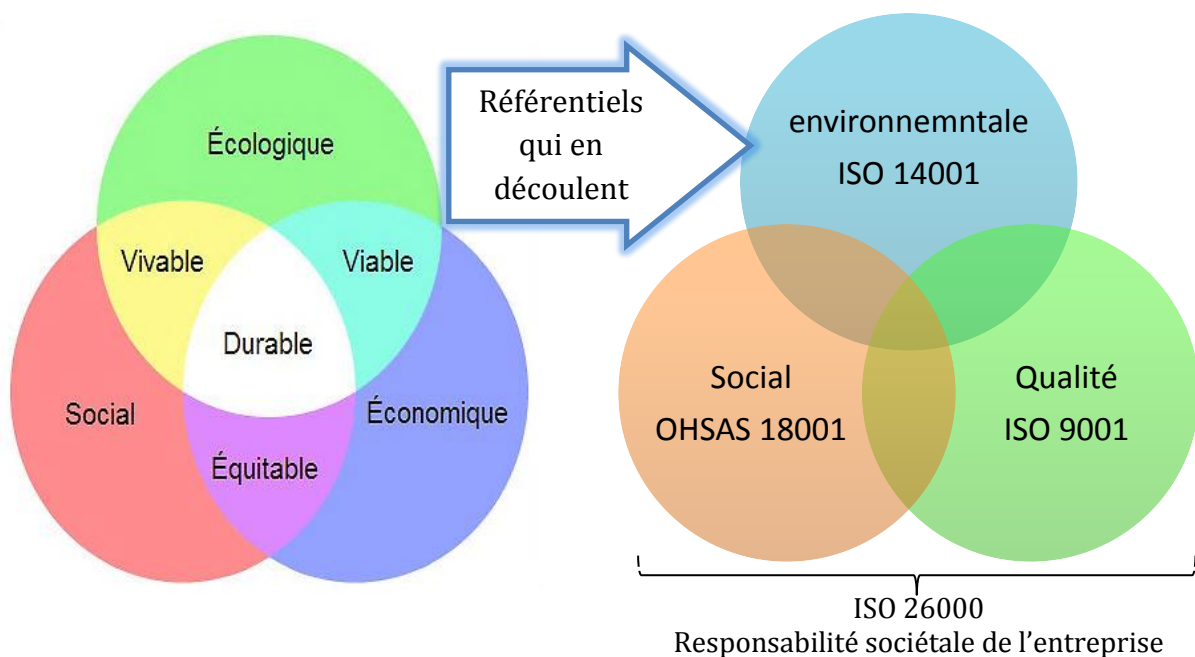 Écologique
Vivable
Viable
Durable
Social
Économique
Équitable
Référentiels
qui en
découlent
environnemntale
ISO 14001
Social
OHSAS 18001
Qualité
ISO 9001
ISO 26000
Responsabilité sociétale de l’entreprise